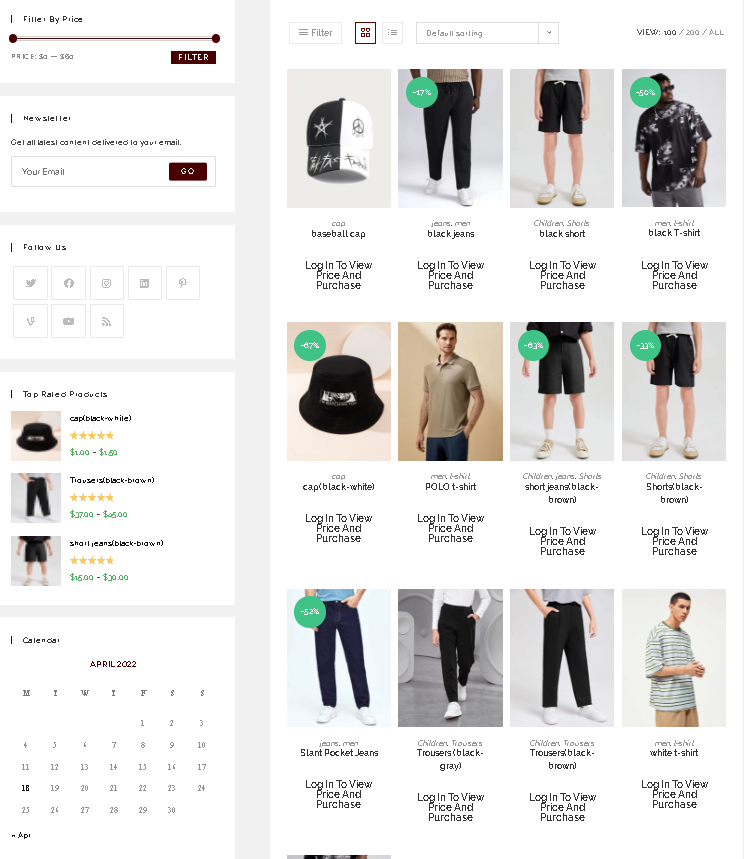 Filter By Price
PRICE: $0 — $60
FILTER
Newsletter
Get all latest content delivered to your email.
Your Email
GO
Follow Us
Top Rated Products
cap(black-white)
$1.00 – $1.50
Trousers(black-brown)
$37.00 – $45.00
short jeans(black-brown)
$15.00 – $30.00
Calendar
APRIL 2022
M T W T F S S
1 2 3
4 5 6 7 8 9 10
11 12 13 14 15 16 17
18 19 20 21 22 23 24
25 26 27 28 29 30
« Apr
Filter
Default sorting
VIEW: 100 / 200 / ALL
-17%
-50%
cap
baseball cap
Log In To View
Price And
Purchase
jeans, men
black jeans
Log In To View
Price And
Purchase
Children, Shorts
black short
Log In To View
Price And
Purchase
men, t-shirt
black T-shirt
Log In To View
Price And
Purchase
-67%
-63%
-33%
cap
cap(black-white)
Log In To View
Price And
Purchase
men, t-shirt
POLO t-shirt
Log In To View
Price And
Purchase
Children, jeans, Shorts
short jeans(black-
brown)
Log In To View
Price And
Purchase
Children, Shorts
Shorts(black-
brown)
Log In To View
Price And
Purchase
-52%
jeans, men
Slant Pocket Jeans
Log In To View
Price And
Purchase
Children, Trousers
Trousers(black-
gray)
Log In To View
Price And
Purchase
Children, Trousers
Trousers(black-
brown)
Log In To View
Price And
Purchase
men, t-shirt
white t-shirt
Log In To View
Price And
Purchase